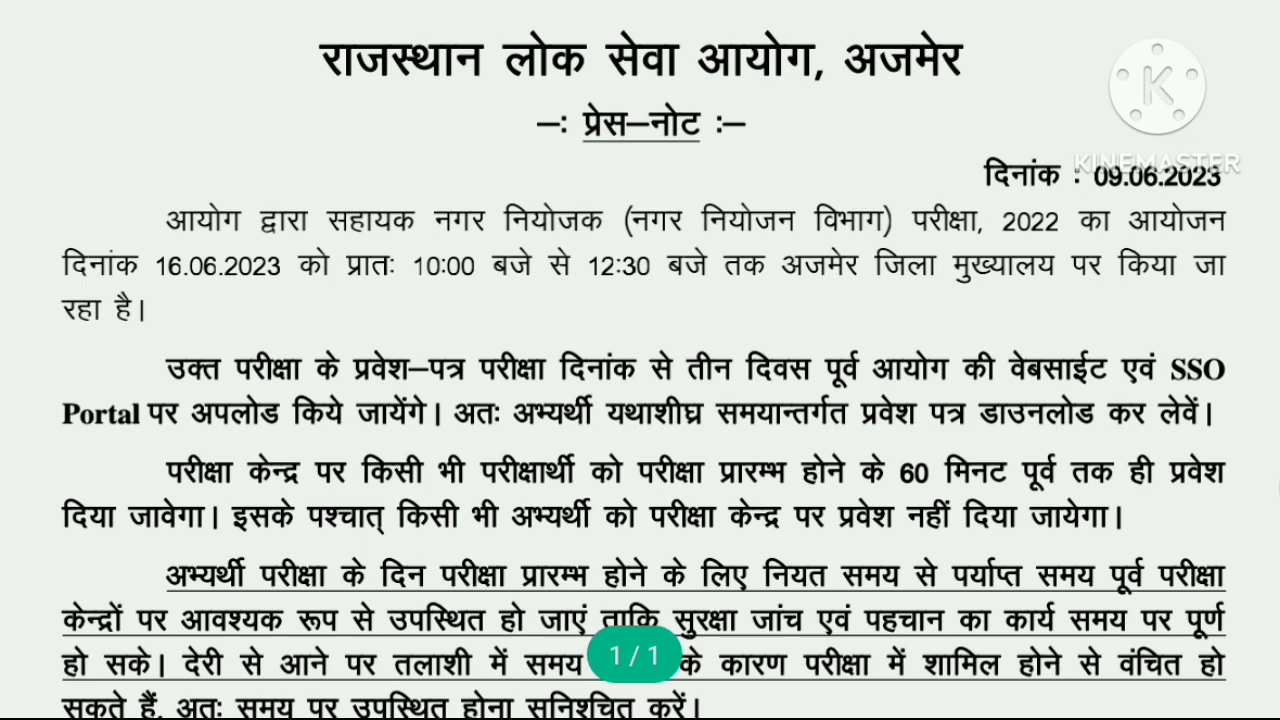 राजस्थान लोक सेवा आयोग, अजमेर
–ः प्रेस–नोट ः–
K
KINEMASTER
दिनांक : 09.06.2023
आयोग द्वारा सहायक नगर नियोजक (नगर नियोजन विभाग) परीक्षा, 2022 का आयोजन
दिनांक 16.06.2023 को प्रातः 10:00 बजे से 12:30 बजे तक अजमेर जिला मुख्यालय पर किया जा
रहा है।
उक्त परीक्षा के प्रवेश–पत्र परीक्षा दिनांक से तीन दिवस पूर्व आयोग की वेबसाईट एवं SSO
Portal पर अपलोड किये जायेंगे। अतः अभ्यर्थी यथाशीघ्र समयान्तर्गत प्रवेश पत्र डाउनलोड कर लेवें।
परीक्षा केन्द्र पर किसी भी परीक्षार्थी को परीक्षा प्रारम्भ होने के 60 मिनट पूर्व तक ही प्रवेश
दिया जावेगा। इसके पश्चात् किसी भी अभ्यर्थी को परीक्षा केन्द्र पर प्रवेश नहीं दिया जायेगा।
अभ्यर्थी परीक्षा के दिन परीक्षा प्रारम्भ होने के लिए नियत समय से पर्याप्त समय पूर्व परीक्षा
केन्द्रों पर आवश्यक रूप से उपस्थित हो जाएं ताकि सुरक्षा जांच एवं पहचान का कार्य समय पर पूर्ण
हो सके। देरी से आने पर तलाशी में समय के कारण परीक्षा में शामिल होने से वंचित हो
1 / 1
सकते हैं, अतः समय पर उपस्थित होना सुनिश्चित करें।